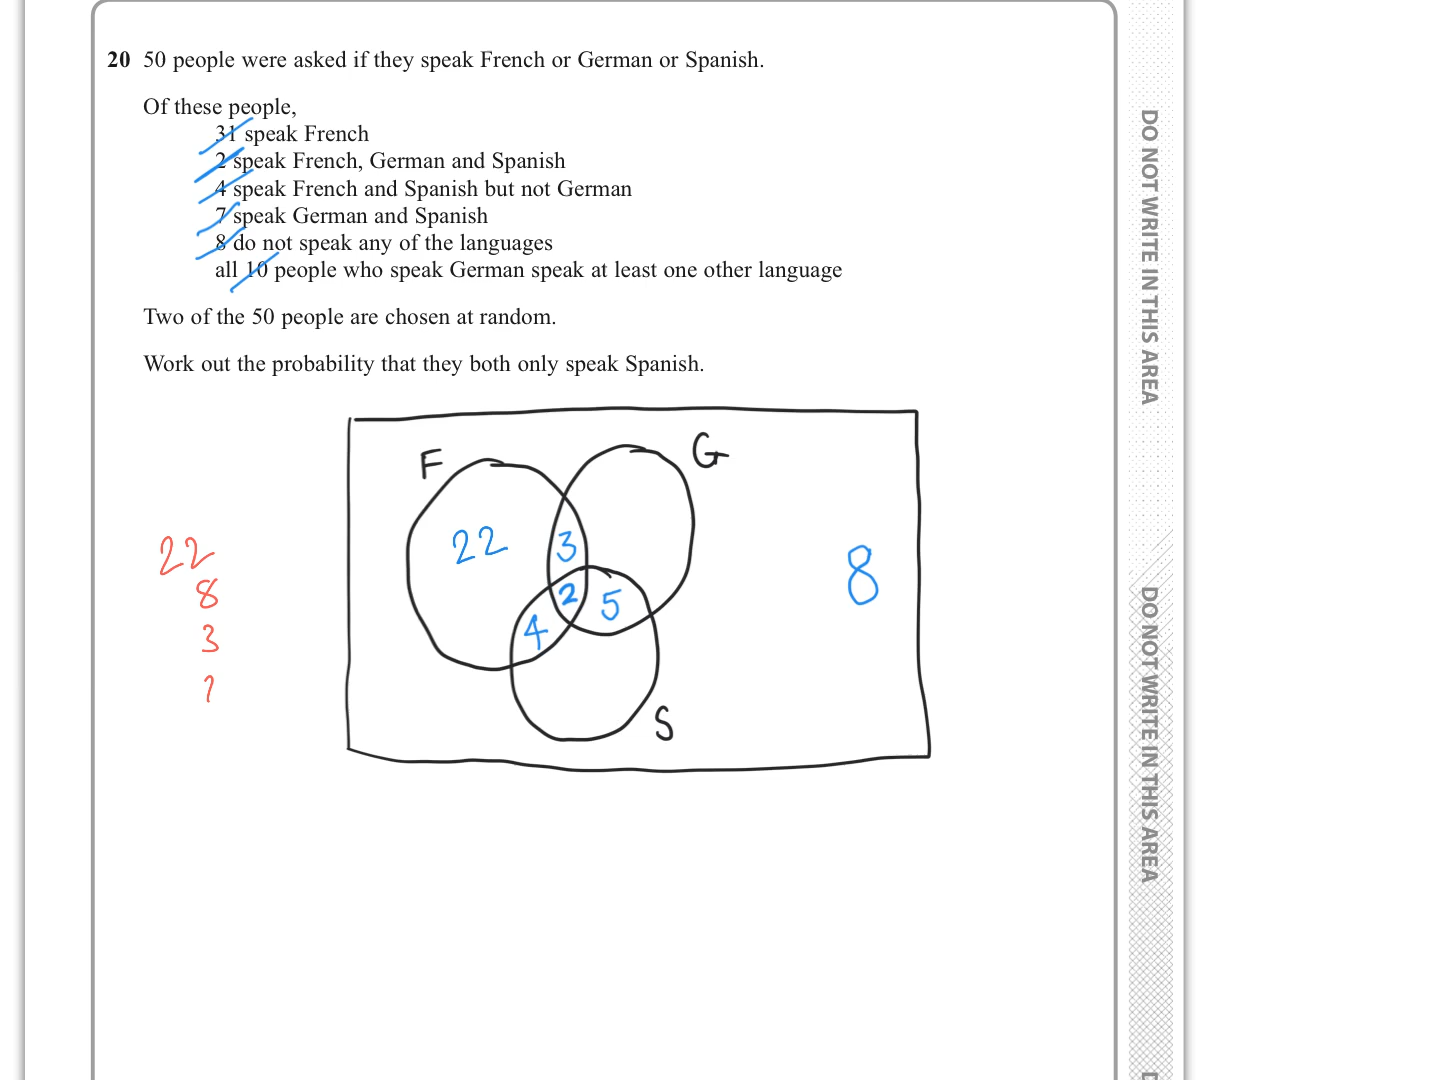 20 50 people were asked if they speak French or German or Spanish.
Of these people,
31 speak French
2 speak French, German and Spanish
4 speak French and Spanish but not German
7 speak German and Spanish
8 do not speak any of the languages
all 10 people who speak German speak at least one other language
Two of the 50 people are chosen at random.
Work out the probability that they both only speak Spanish.
F
G
22
3
2
5
4
8
S
22
8
3
DO NOT WRITE IN THIS AREA
DO NOT WRITE IN THIS AREA